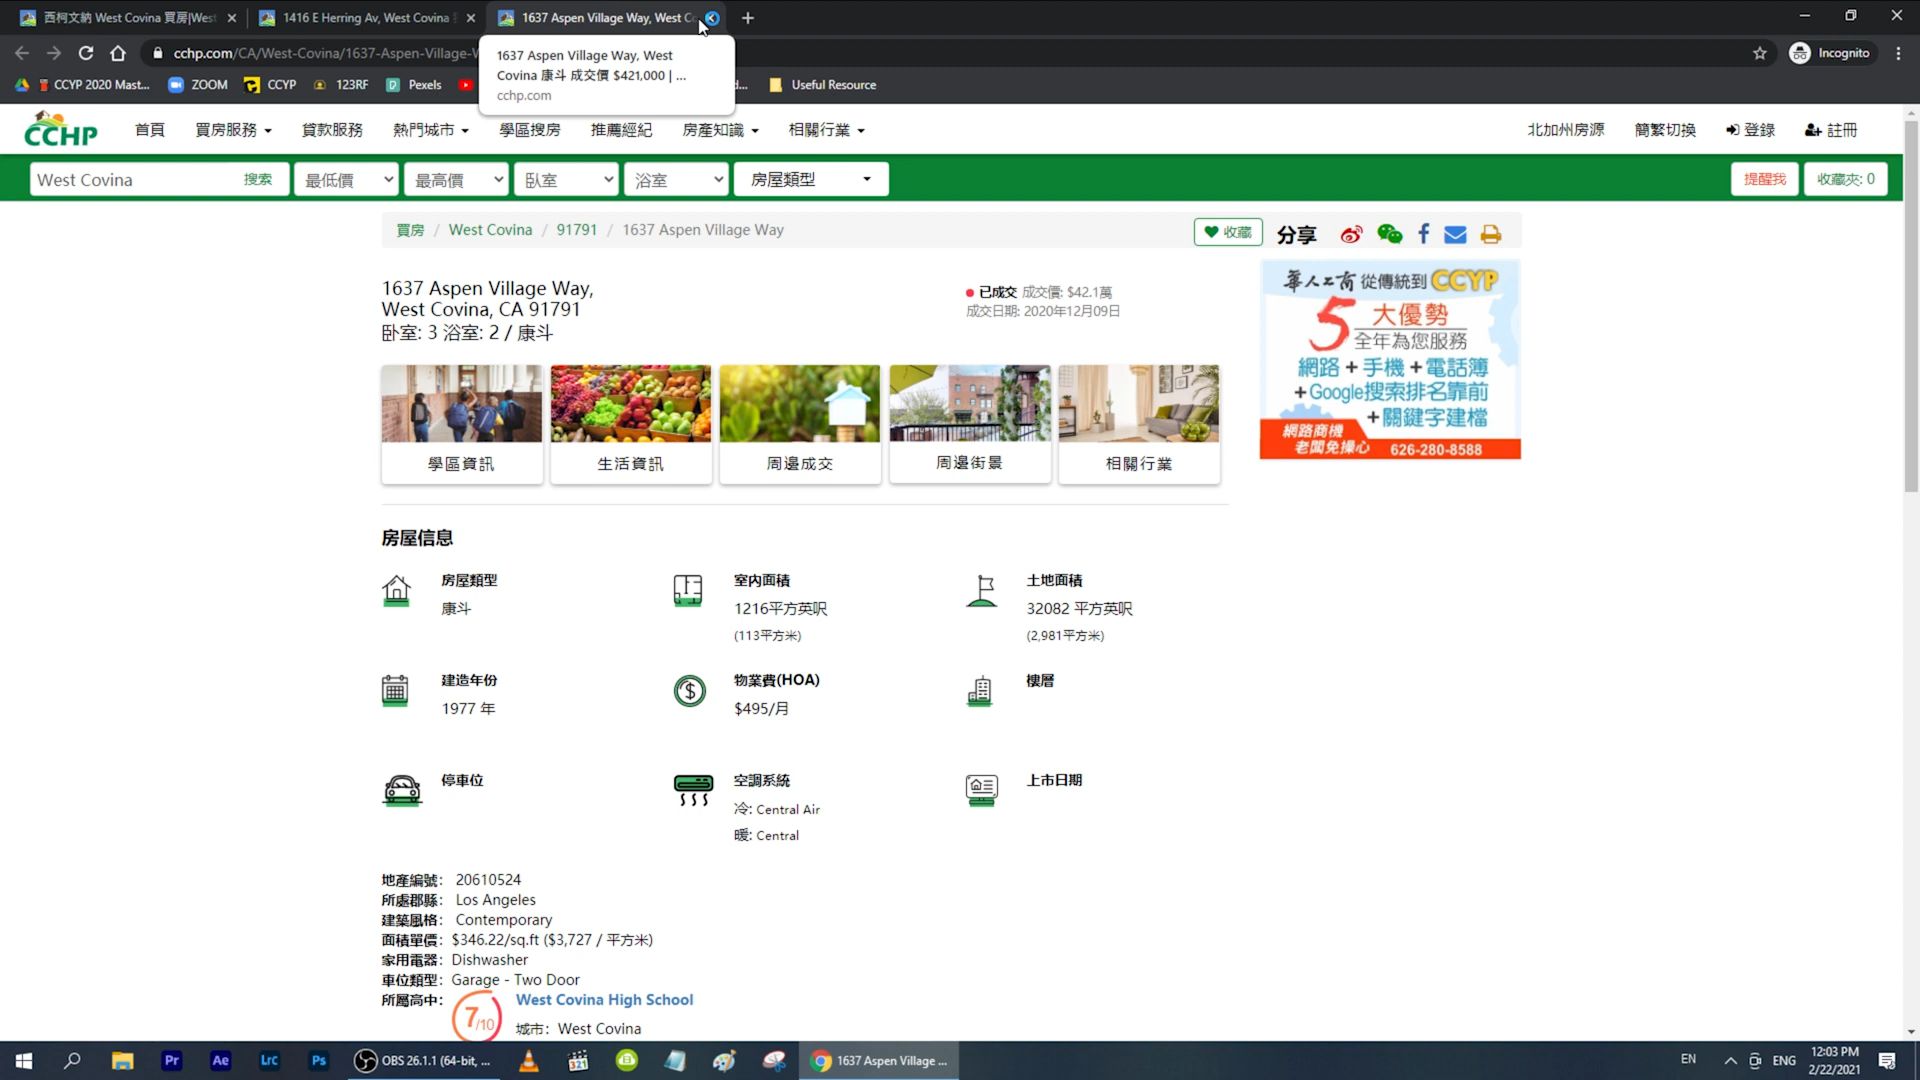 西柯文納 West Covina 買房|West
1416 E Herring Av, West Covina
1637 Aspen Village Way, West C
cchp.com/CA/West-Covina/1637-Aspen-Village-W
Incognito
1637 Aspen Village Way, West
Covina 康斗 成交價 $421,000 | ...
cchp.com
CCYP 2020 Mast...
ZOOM
CCYP
123RF
Pexels
d...
Useful Resource
CCHP
首頁
買房服務
貸款服務
熱門城市
學區搜房
推薦經紀
房產知識
相關行業
北加州房源
簡繁切換
登錄
註冊
West Covina
搜索
最低價
最高價
臥室
浴室
房屋類型
提醒我
收藏夾: 0
買房 / West Covina / 91791 / 1637 Aspen Village Way
收藏
分享
1637 Aspen Village Way,
West Covina, CA 91791
卧室: 3 浴室: 2 / 康斗
已成交 成交價: $42.1萬
成交日期: 2020年12月09日
華人工商 從傳統到 CCYP
5 大優勢
全年為您服務
網路+手機+電話簿
+Google搜索排名靠前
+關鍵字建檔
網路商機
老闆免操心 626-280-8588
學區資訊
生活資訊
周邊成交
周邊街景
相關行業
房屋信息
房屋類型
康斗
室內面積
1216平方英呎
(113平方米)
土地面積
32082 平方英呎
(2,981平方米)
建造年份
1977 年
物業費(HOA)
$495/月
樓層
停車位
空調系統
冷: Central Air
暖: Central
上市日期
地產編號: 20610524
所處郡縣: Los Angeles
建築風格: Contemporary
面積單價: $346.22/sq.ft ($3,727 / 平方米)
家用電器: Dishwasher
車位類型: Garage - Two Door
所屬高中: West Covina High School
7/10
城市: West Covina
Pr
Ae
Lrc
Ps
OBS 26.1.1 (64-bit, ...
321
1637 Aspen Village ...
EN
ENG
12:03 PM
2/22/2021